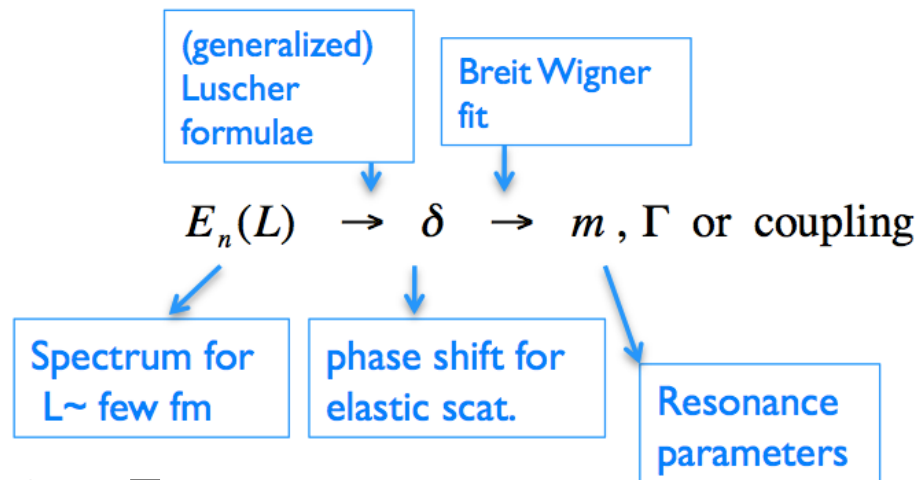 (generalized)
Luscher
formulae
Breit Wigner
fit
E_n(L) → δ → m , Γ or coupling
Spectrum for
L~ few fm
phase shift for
elastic scat.
Resonance
parameters